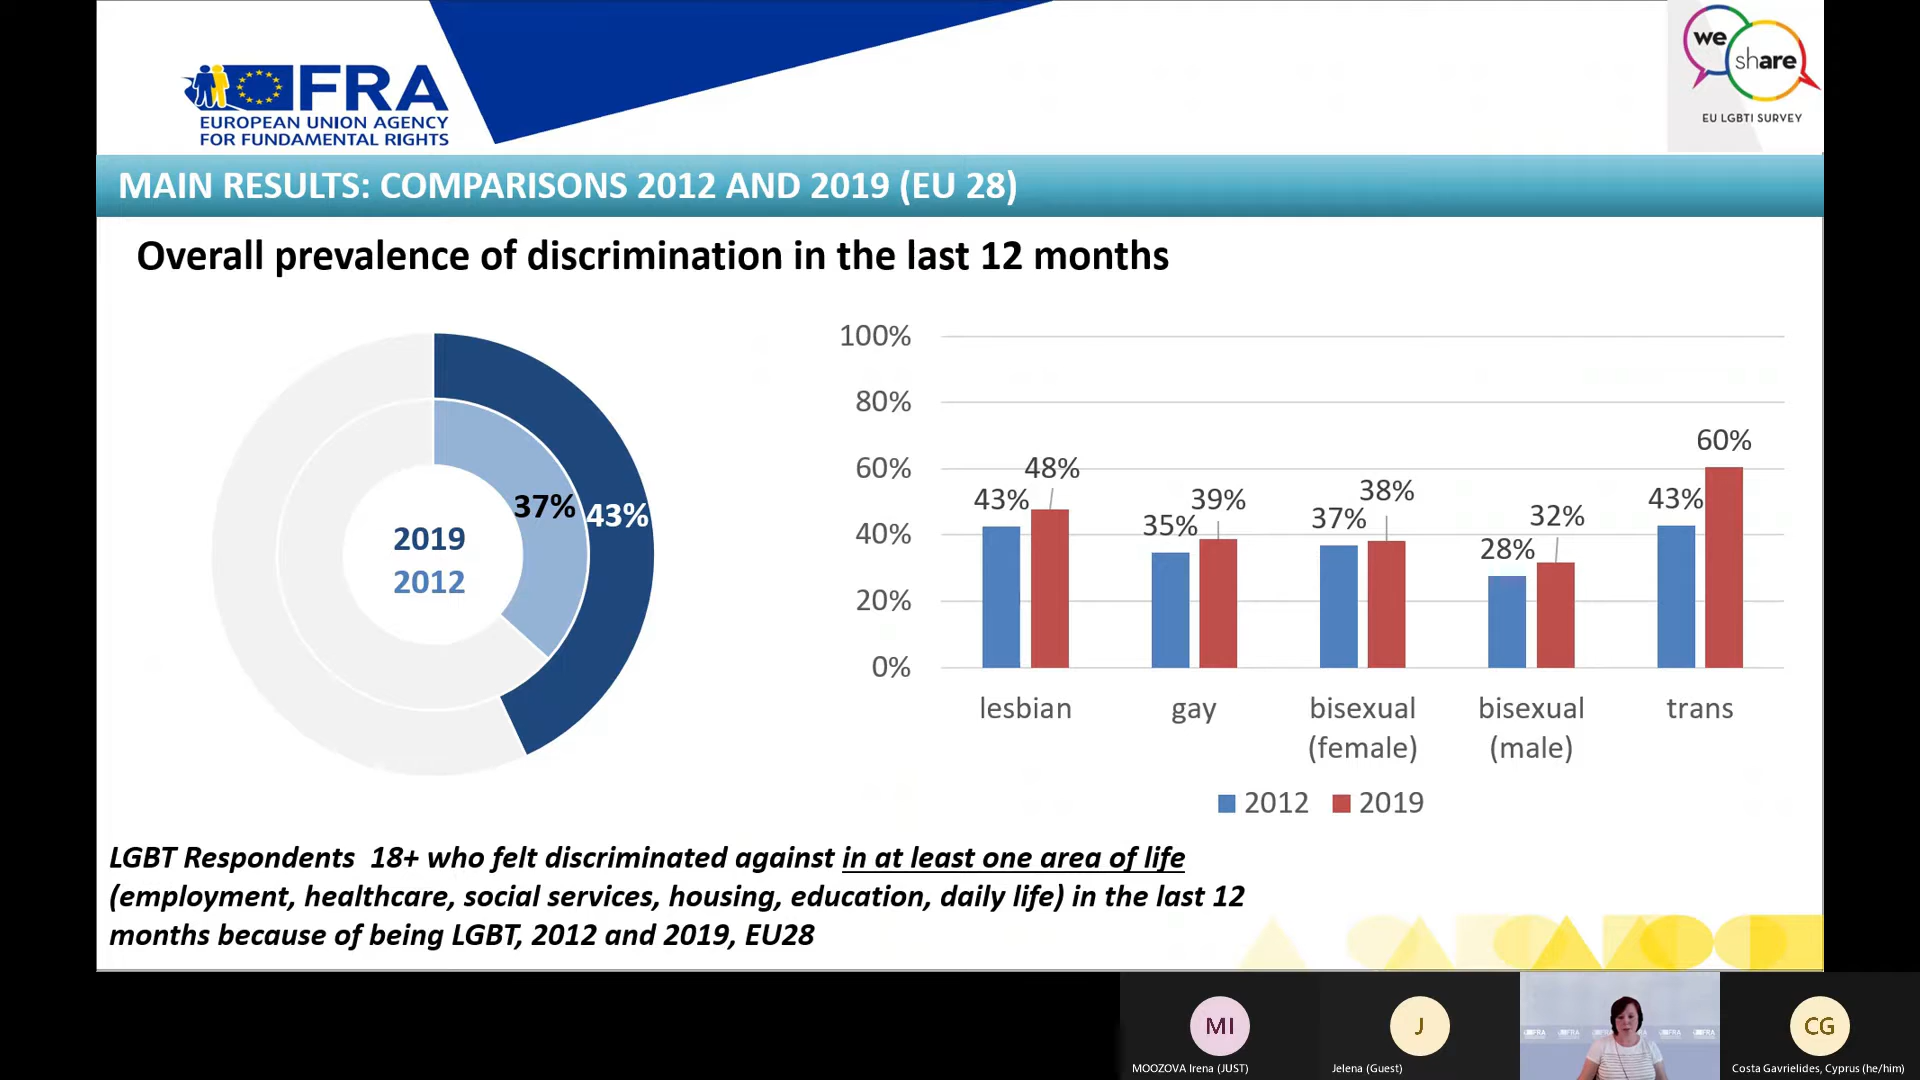 FRA
EUROPEAN UNION AGENCY
FOR FUNDAMENTAL RIGHTS
we
share
EU LGBTI SURVEY
MAIN RESULTS: COMPARISONS 2012 AND 2019 (EU 28)
Overall prevalence of discrimination in the last 12 months
37%
43%
2019
2012
100%
80%
60%
40%
20%
0%
43%
48%
35%
39%
37%
38%
28%
32%
43%
60%
lesbian
gay
bisexual
(female)
bisexual
(male)
trans
2012
2019
LGBT Respondents 18+ who felt discriminated against in at least one area of life
(employment, healthcare, social services, housing, education, daily life) in the last 12
months because of being LGBT, 2012 and 2019, EU28
MI
MOOZOVA Irena (JUST)
J
Jelena (Guest)
FRA
FRA
FRA
FRA
CG
Costa Gavrielides, Cyprus (he/him)